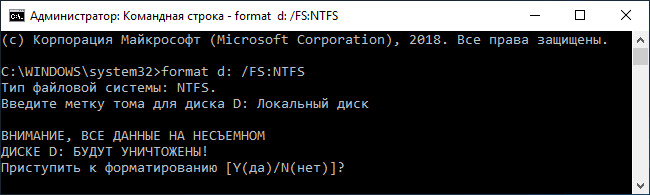 Администратор: Командная строка - format d: /FS:NTFS
(c) Корпорация Майкрософт (Microsoft Corporation), 2018. Все права защищены.
C:\WINDOWS\system32>format d: /FS:NTFS
Тип файловой системы: NTFS.
Введите метку тома для диска D: Локальный диск
ВНИМАНИЕ, ВСЕ ДАННЫЕ НА НЕСЪЕМНОМ
ДИСКЕ D: БУДУТ УНИЧТОЖЕНЫ!
Приступить к форматированию [Y(да)/N(нет)]?